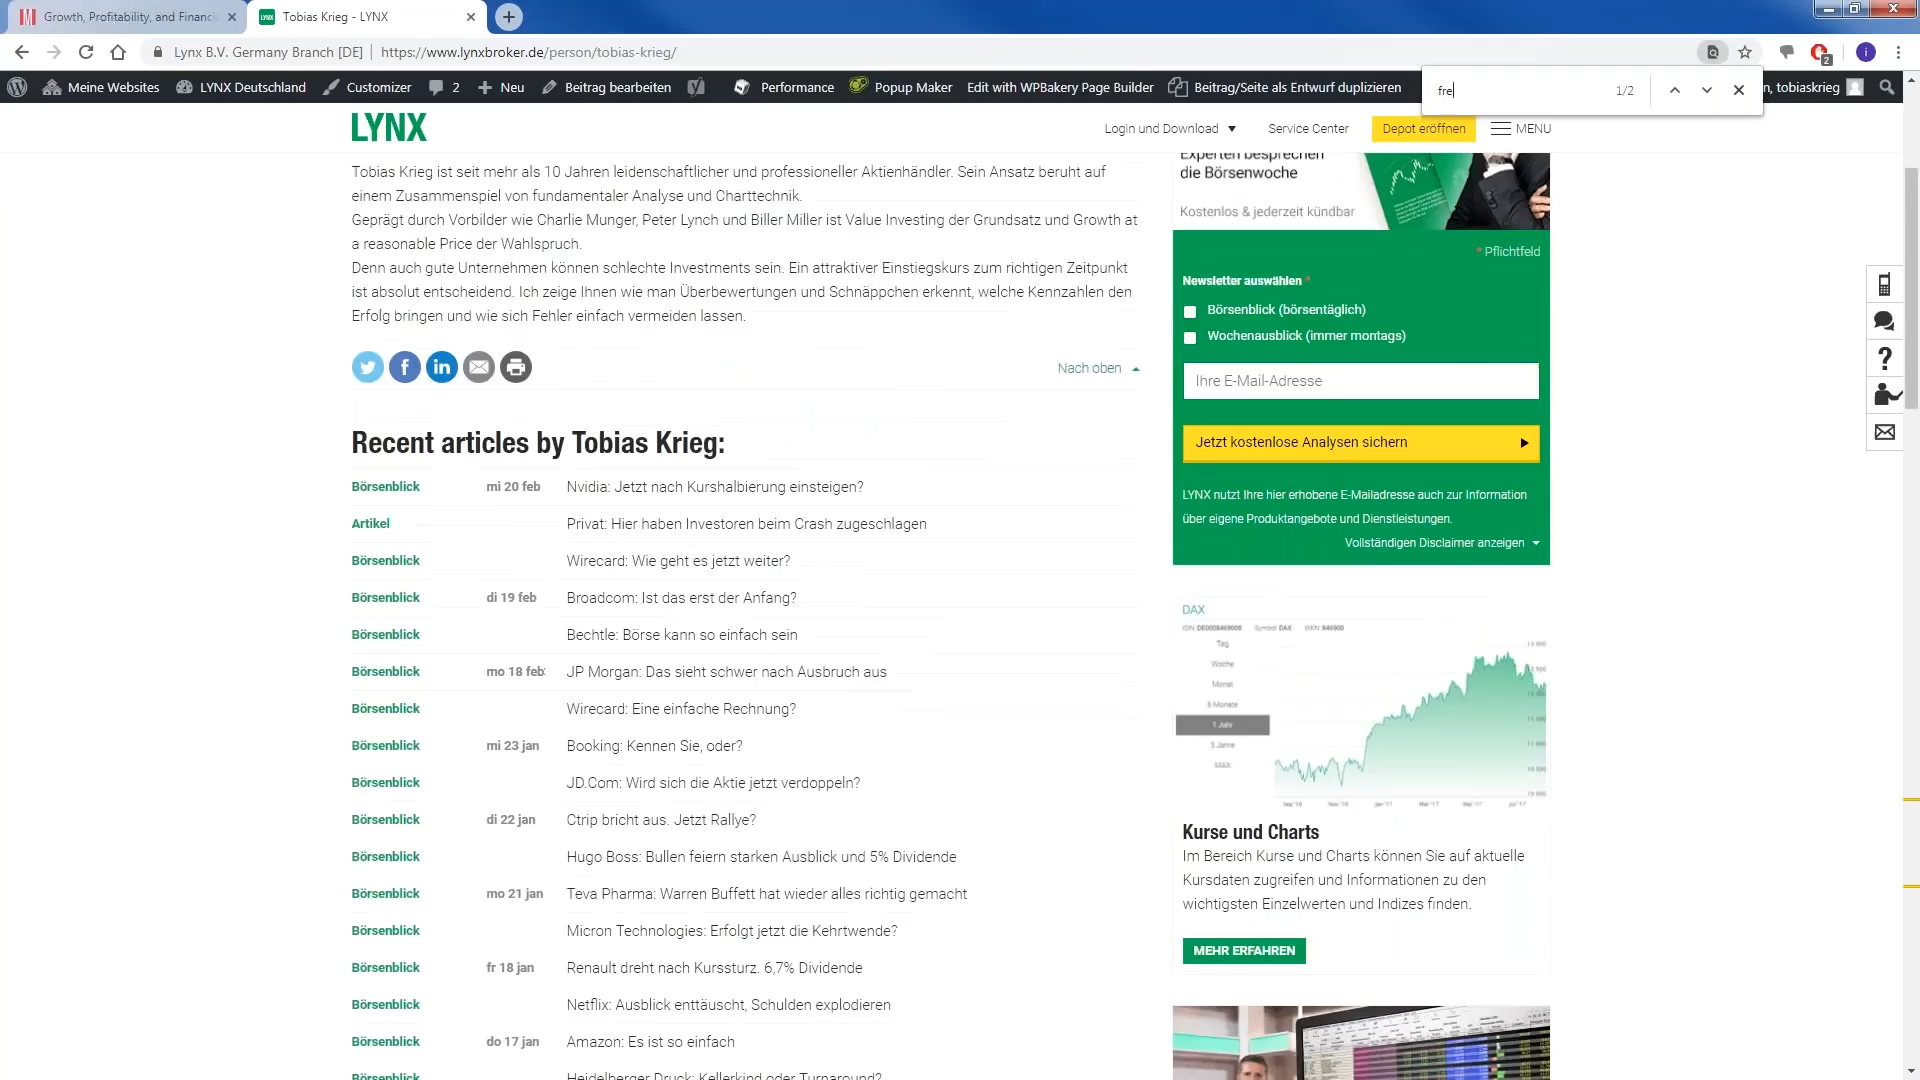 Growth, Profitability, and Financi
Tobias Krieg - LYNX
Lynx B.V. Germany Branch [DE]
https://www.lynxbroker.de/person/tobias-krieg/
Meine Websites
LYNX Deutschland
Customizer
2
Neu
Beitrag bearbeiten
Performance
Popup Maker
Edit with WPBakery Page Builder
Beitrag/Seite als Entwurf duplizieren
n, tobiaskrieg
fre
1/2
LYNX
Login und Download
Service Center
Depot eröffnen
MENU
Tobias Krieg ist seit mehr als 10 Jahren leidenschaftlicher und professioneller Aktienhändler. Sein Ansatz beruht auf
einem Zusammenspiel von fundamentaler Analyse und Charttechnik.
Geprägt durch Vorbilder wie Charlie Munger, Peter Lynch und Biller Miller ist Value Investing der Grundsatz und Growth at
a reasonable Price der Wahlspruch.
Denn auch gute Unternehmen können schlechte Investments sein. Ein attraktiver Einstiegskurs zum richtigen Zeitpunkt
ist absolut entscheidend. Ich zeige Ihnen wie man Überbewertungen und Schnäppchen erkennt, welche Kennzahlen den
Erfolg bringen und wie sich Fehler einfach vermeiden lassen.
Nach oben
Recent articles by Tobias Krieg:
Börsenblick mi 20 feb Nvidia: Jetzt nach Kurshalbierung einsteigen?
Artikel Privat: Hier haben Investoren beim Crash zugeschlagen
Börsenblick Wirecard: Wie geht es jetzt weiter?
Börsenblick di 19 feb Broadcom: Ist das erst der Anfang?
Börsenblick Bechtle: Börse kann so einfach sein
Börsenblick mo 18 feb JP Morgan: Das sieht schwer nach Ausbruch aus
Börsenblick Wirecard: Eine einfache Rechnung?
Börsenblick mi 23 jan Booking: Kennen Sie, oder?
Börsenblick JD.Com: Wird sich die Aktie jetzt verdoppeln?
Börsenblick di 22 jan Ctrip bricht aus. Jetzt Rallye?
Börsenblick Hugo Boss: Bullen feiern starken Ausblick und 5% Dividende
Börsenblick mo 21 jan Teva Pharma: Warren Buffett hat wieder alles richtig gemacht
Börsenblick Micron Technologies: Erfolgt jetzt die Kehrtwende?
Börsenblick fr 18 jan Renault dreht nach Kurssturz. 6,7% Dividende
Börsenblick Netflix: Ausblick enttäuscht, Schulden explodieren
Börsenblick do 17 jan Amazon: Es ist so einfach
Börsenblick Heidelberger Druck: Kellerkind oder Turnaround?
Experten besprechen
die Börsenwoche
Kostenlos & jederzeit kündbar
* Pflichtfeld
Newsletter auswählen *
Börsenblick (börsentäglich)
Wochenausblick (immer montags)
Ihre E-Mail-Adresse
Jetzt kostenlose Analysen sichern
LYNX nutzt Ihre hier erhobene E-Mailadresse auch zur Information
über eigene Produktangebote und Dienstleistungen.
Vollständigen Disclaimer anzeigen
DAX
ISIN: DE0008469008 Symbol: DAX WKN: 846900
Tag
Woche
Monat
6 Monate
1 Jahr
5 Jahre
MAX
Kurse und Charts
Im Bereich Kurse und Charts können Sie auf aktuelle
Kursdaten zugreifen und Informationen zu den
wichtigsten Einzelwerten und Indizes finden.
MEHR ERFAHREN